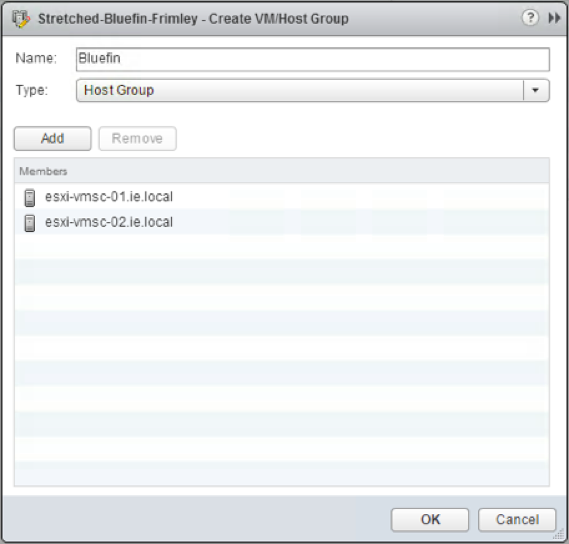 Stretched-Bluefin-Frimley - Create VM/Host Group ?
Name: Bluefin
Type: Host Group
Add Remove
Members
esxi-vmsc-01.ie.local
esxi-vmsc-02.ie.local
OK Cancel